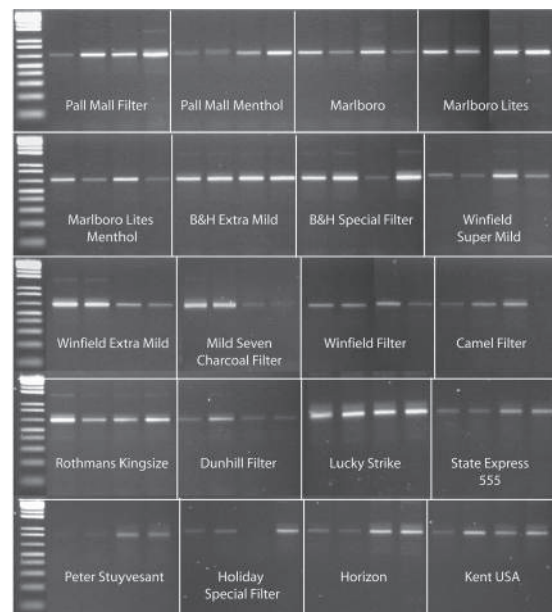 Pall Mall Filter
Pall Mall Menthol
Marlboro
Marlboro Lites
Marlboro Lites
Menthol
B&H Extra Mild
B&H Special Filter
Winfield
Super Mild
Winfield Extra Mild
Mild Seven
Charcoal Filter
Winfield Filter
Camel Filter
Rothmans Kingsize
Dunhill Filter
Lucky Strike
State Express
555
Peter Stuyvesant
Holiday
Special Filter
Horizon
Kent USA